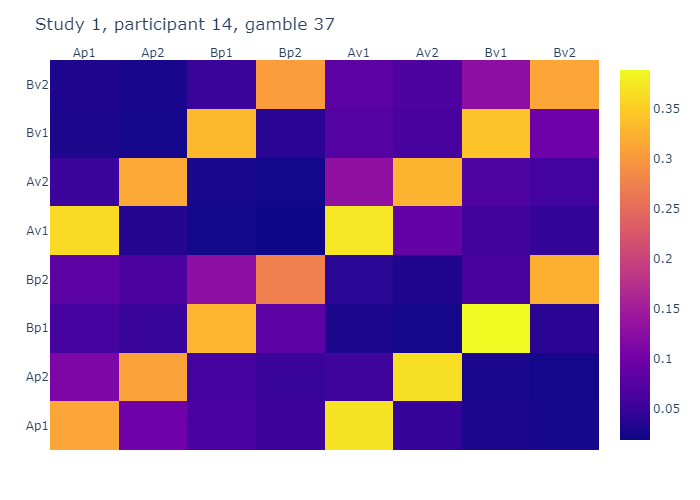 Study 1, participant 14, gamble 37
Ap1 Ap2 Bp1 Bp2 Av1 Av2 Bv1 Bv2
Bv2
Bv1
Av2
Av1
Bp2
Bp1
Ap2
Ap1
0.35
0.3
0.25
0.2
0.15
0.1
0.05